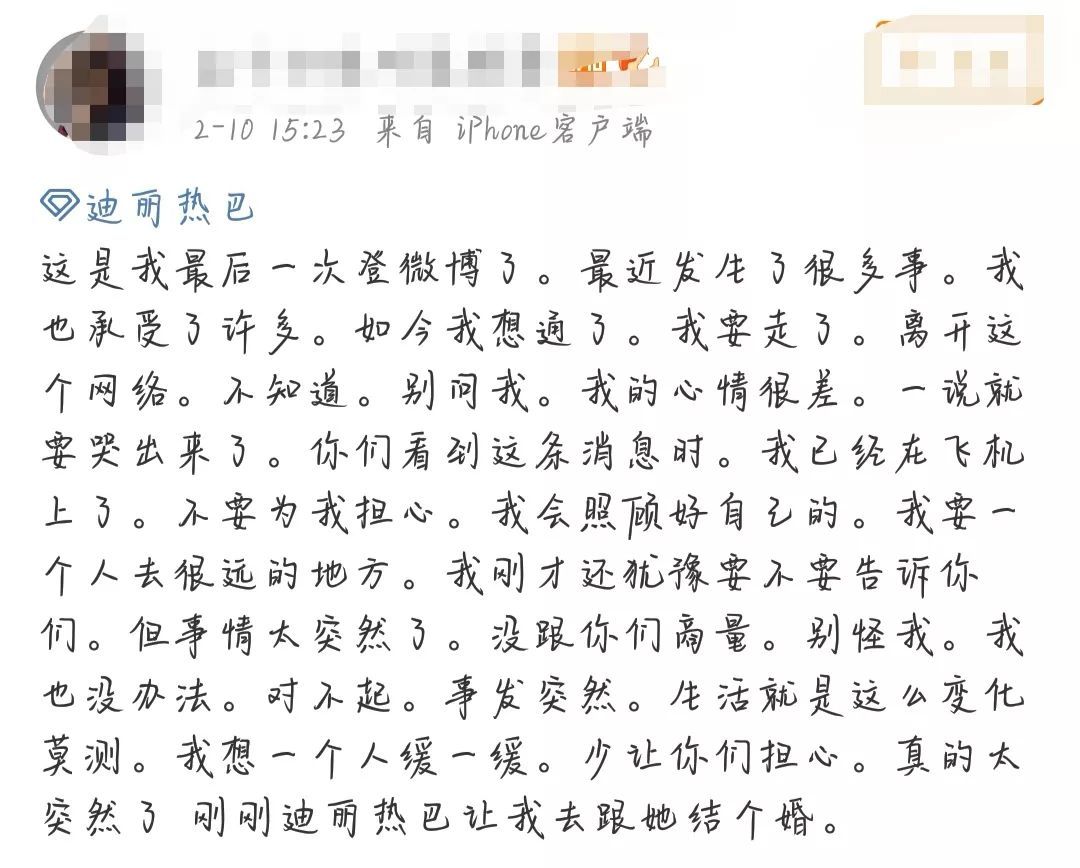 2-10 15:23 来自 iPhone客户端
迪丽热巴
这是我最后一次登微博了。最近发生了很多事。我
也承受了许多。如今我想通了。我要走了。离开这
个网络。不知道。别问我。我的心情很差。一说就
要哭出来了。你们看到这条消息时。我已经在飞机
上了。不要为我担心。我会照顾好自己的。我要一
个人去很远的地方。我刚才还犹豫要不要告诉你
们。但事情太突然了。没跟你们商量。别怪我。我
也没办法。对不起。事发突然。生活就是这么变化
莫测。我想一个人缓一缓。少让你们担心。真的太
突然了 刚刚迪丽热巴让我去跟她结个婚。